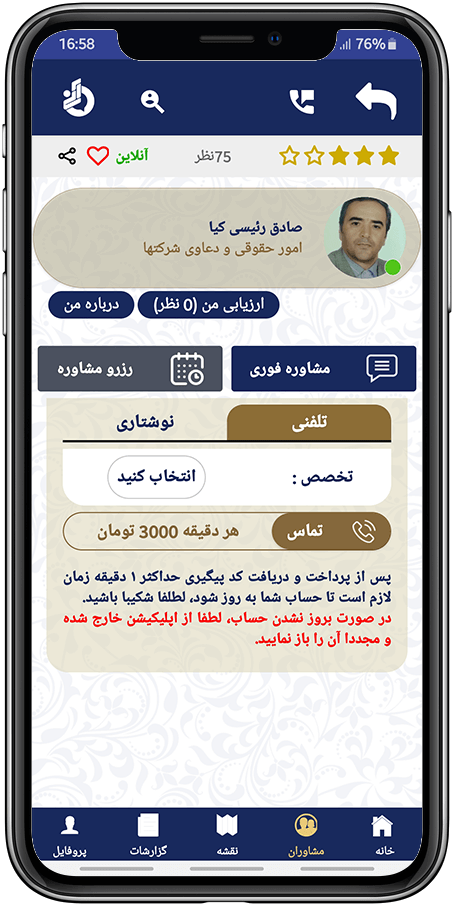 16:58
76%
75نظر
آنلاین
صادق رئیسی کیا
امور حقوقی و دعاوی شرکتها
ارزیابی من (0 نظر)
درباره من
مشاوره فوری
رزرو مشاوره
تلفنی
نوشتاری
تخصص :
انتخاب کنید
تماس
هر دقیقه 3000 تومان
پس از پرداخت و دریافت کد پیگیری حداکثر ۱ دقیقه زمان
لازم است تا حساب شما به روز شود، لطلفا شکیبا باشید.
در صورت بروز نشدن حساب، لطفا از اپلیکیشن خارج شده
و مجددا آن را باز نمایید.
خانه
مشاوران
نقشه
گزارشات
پروفایل